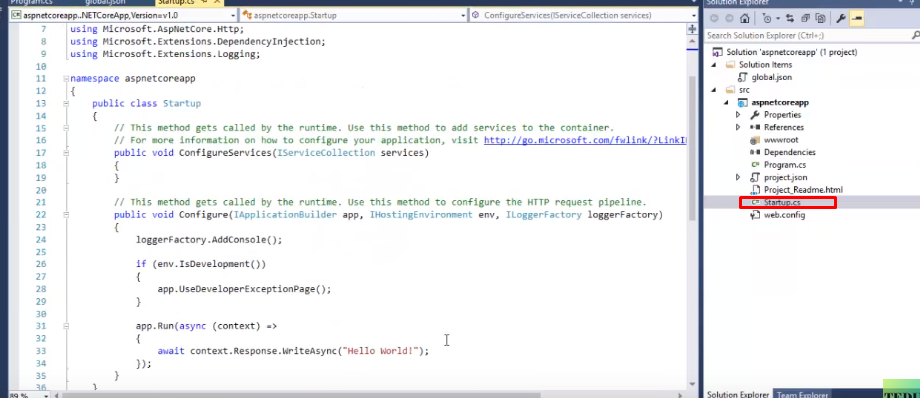 Program.cs
global.json
Startup.cs
aspnetcoreapp..NETCoreApp,Version=v1.0
aspnetcoreapp.Startup
ConfigureServices(IServiceCollection services)
7 using Microsoft.AspNetCore.Http;
8 using Microsoft.Extensions.DependencyInjection;
9 using Microsoft.Extensions.Logging;
10
11 namespace aspnetcoreapp
12 {
13 public class Startup
14 {
15 // This method gets called by the runtime. Use this method to add services to the container.
16 // For more information on how to configure your application, visit http://go.microsoft.com/fwlink/?LinkI
17 public void ConfigureServices(IServiceCollection services)
18 {
19 }
20
21 // This method gets called by the runtime. Use this method to configure the HTTP request pipeline.
22 public void Configure(IApplicationBuilder app, IHostingEnvironment env, ILoggerFactory loggerFactory)
23 {
24 loggerFactory.AddConsole();
25
26 if (env.IsDevelopment())
27 {
28 app.UseDeveloperExceptionPage();
29 }
30
31 app.Run(async (context) =>
32 {
33 await context.Response.WriteAsync("Hello World!");
34 });
35 }
36 }
89 %
Solution Explorer
Search Solution Explorer (Ctrl+;)
Solution 'aspnetcoreapp' (1 project)
Solution Items
global.json
src
aspnetcoreapp
Properties
References
wwwroot
Dependencies
Program.cs
project.json
Project_Readme.html
Startup.cs
web.config
Solution Explorer
Team Explorer